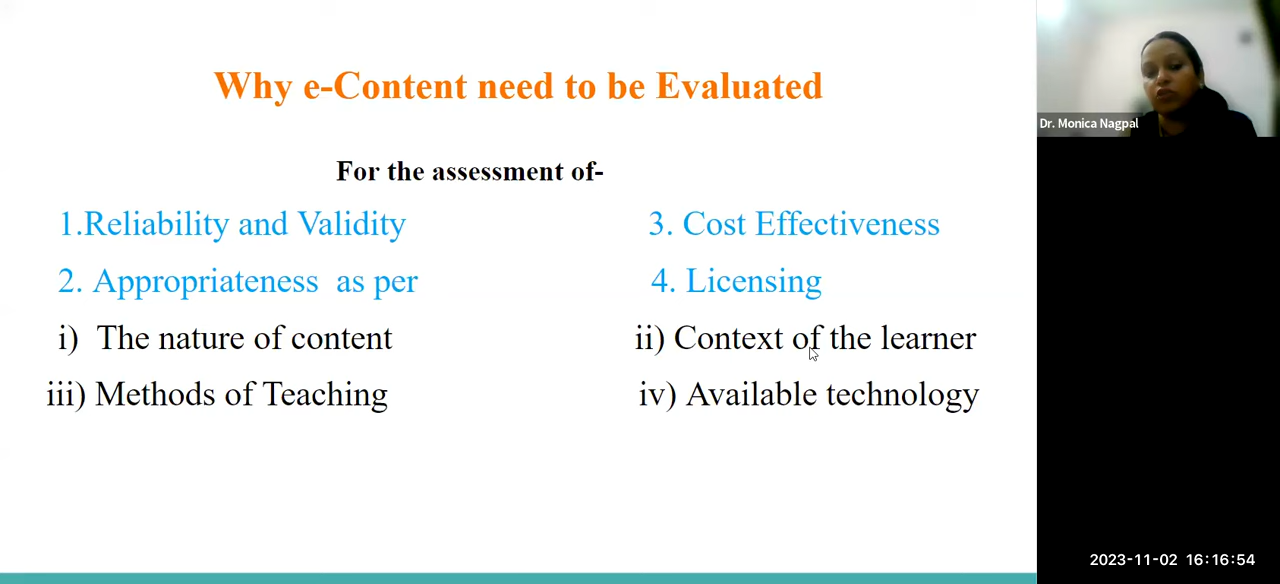 Why e-Content need to be Evaluated
For the assessment of-
1.Reliability and Validity
3. Cost Effectiveness
2. Appropriateness as per
4. Licensing
i) The nature of content
ii) Context of the learner
iii) Methods of Teaching
iv) Available technology
Dr. Monica Nagpal
2023-11-02 16:16:54